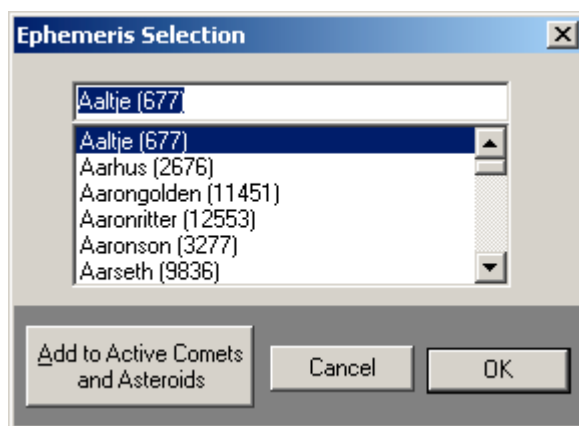 Ephemeris Selection
Aaltje (677)
Aaltje (677)
Aarhus (2676)
Aarongolden (11451)
Aaronritter (12553)
Aaronson (3277)
Aarseth (9836)
Add to Active Comets
and Asteroids
Cancel
OK